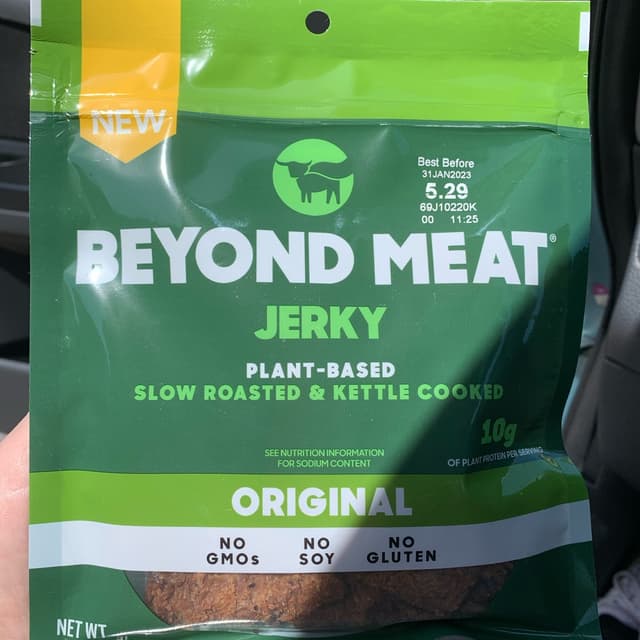 NEW
Best Before
31JAN2023
5.29
69J10220K
00 11:25
BEYOND MEAT®
JERKY
PLANT-BASED
SLOW ROASTED & KETTLE COOKED
10g
OF PLANT PROTEIN PER SERVING
SEE NUTRITION INFORMATION
FOR SODIUM CONTENT
ORIGINAL
NO GMOs
NO SOY
NO GLUTEN
NET WT.